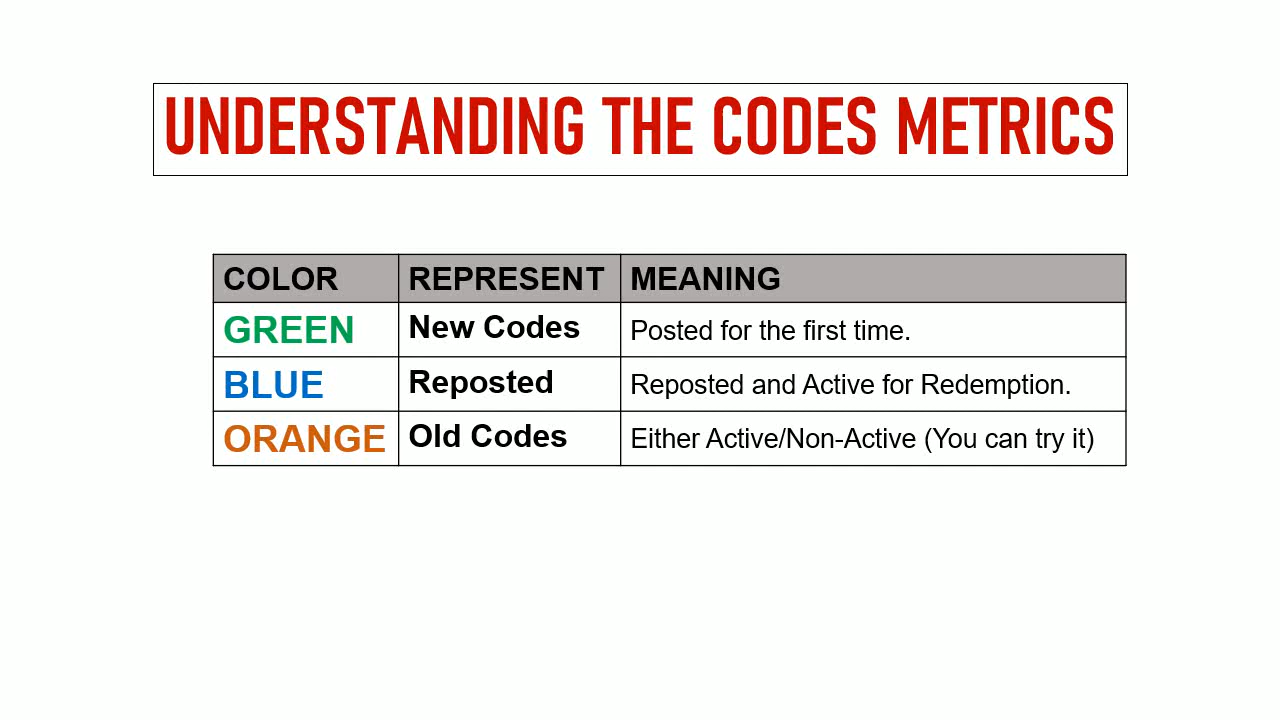 UNDERSTANDING THE CODES METRICS
COLOR REPRESENT MEANING
GREEN New Codes Posted for the first time.
BLUE Reposted Reposted and Active for Redemption.
ORANGE Old Codes Either Active/Non-Active (You can try it)